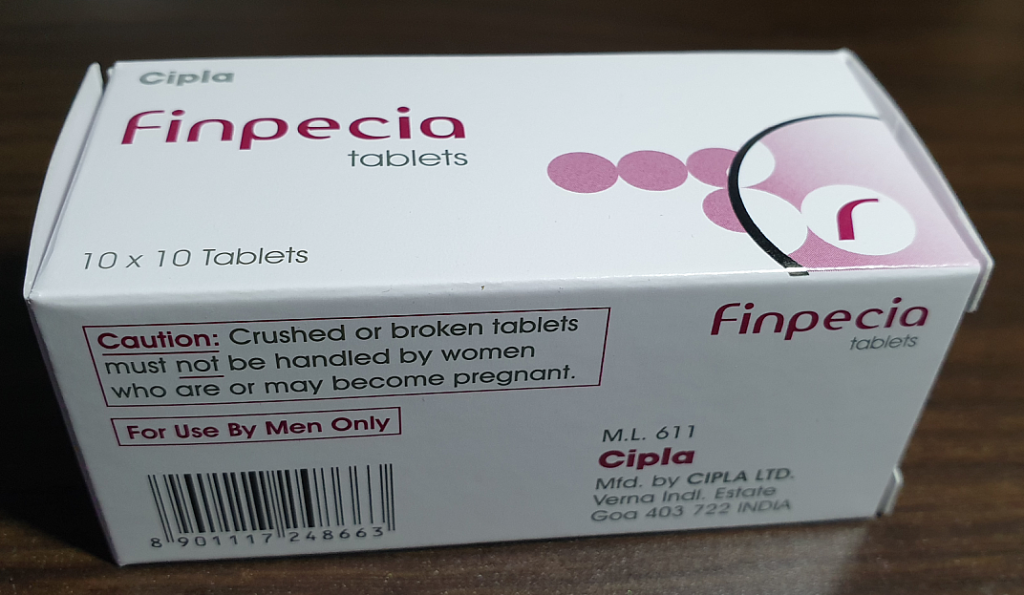 Cipla
Finpecia
tablets
10 x 10 Tablets
Caution: Crushed or broken tablets
must not be handled by women
who are or may become pregnant.
For Use By Men Only
8 901117 248663
Finpecia
tablets
M.L. 611
Cipla
Mfd. by CIPLA LTD.
Verna Indl. Estate
Goa 403 722 INDIA